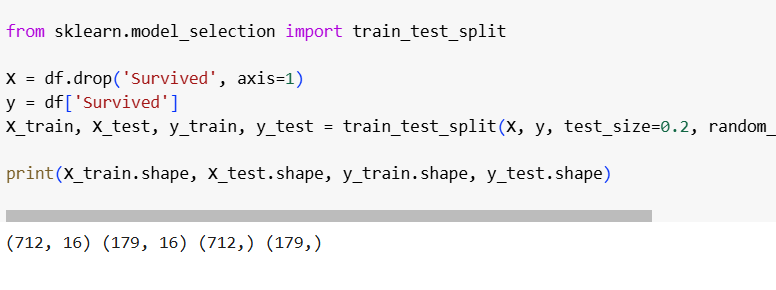 from sklearn.model_selection import train_test_split
X = df.drop('Survived', axis=1)
y = df['Survived']
X_train, X_test, y_train, y_test = train_test_split(X, y, test_size=0.2, random_
print(X_train.shape, X_test.shape, y_train.shape, y_test.shape)
(712, 16) (179, 16) (712,) (179,)